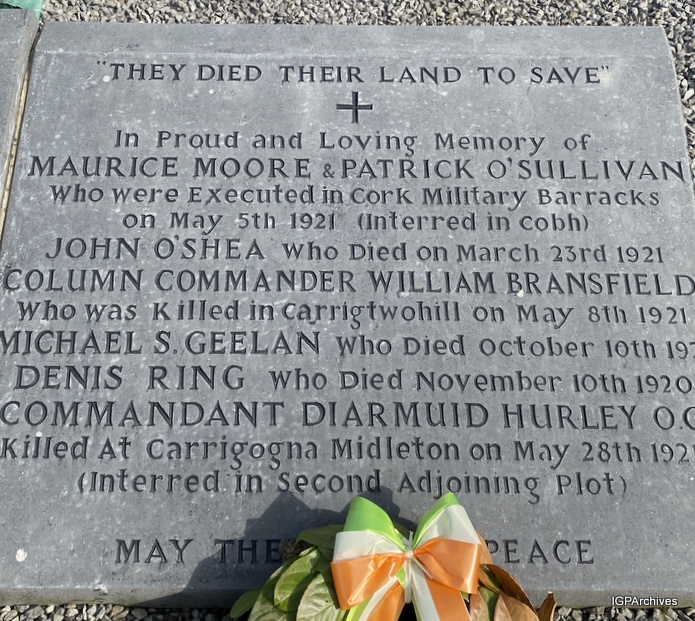 "THEY DIED THEIR LAND TO SAVE"
In Proud and Loving Memory of
MAURICE MOORE & PATRICK O'SULLIVAN
Who were Executed in Cork Military Barracks
on May 5th 1921 (Interred in Cobh)
JOHN O'SHEA Who Died on March 23rd 1921
COLUMN COMMANDER WILLIAM BRANSFIELD
Who was Killed in Carrigtwohill on May 8th 1921
MICHAEL S. GEELAN Who Died October 10th
DENIS RING Who Died November 10th 1920
COMMANDANT DIARMUID HURLEY O.C
Killed At Carrigogna Midleton on May 28th 192
(Interred in Second Adjoining Plot)
MAY THE PEACE
IGPArchives